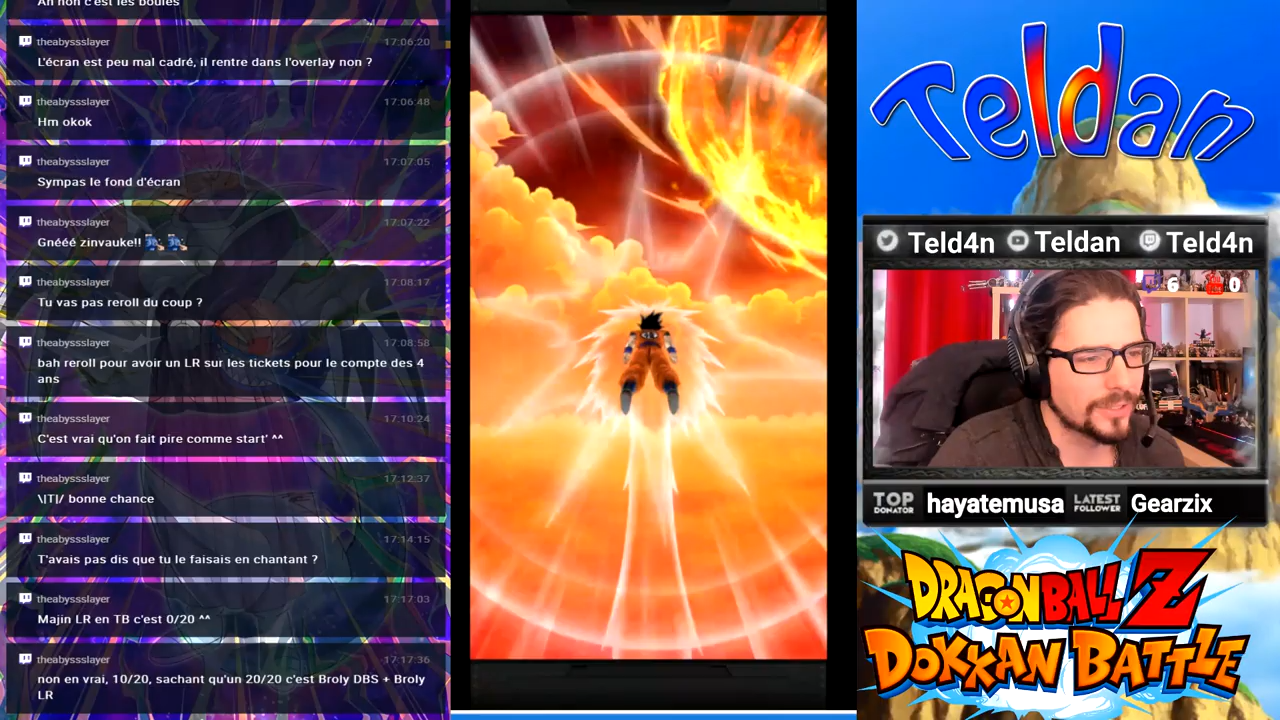 Ah non c'est les boules
theabyssslayer 17:06:20
L'écran est peu mal cadré, il rentre dans l'overlay non ?
theabyssslayer 17:06:48
Hm okok
theabyssslayer 17:07:05
Sympas le fond d'écran
theabyssslayer 17:07:22
Gnééé zinvauke!!
theabyssslayer 17:08:17
Tu vas pas reroll du coup ?
theabyssslayer 17:08:58
bah reroll pour avoir un LR sur les tickets pour le compte des 4
ans
theabyssslayer 17:10:24
C'est vrai qu'on fait pire comme start' ^^
theabyssslayer 17:12:37
\|T|/ bonne chance
theabyssslayer 17:14:15
T'avais pas dis que tu le faisais en chantant ?
theabyssslayer 17:17:03
Majin LR en TB c'est 0/20 ^^
theabyssslayer 17:17:36
non en vrai, 10/20, sachant qu'un 20/20 c'est Broly DBS + Broly
LR
Teldan
Teld4n Teldan Teld4n
6 0
TOP DONATOR hayatemusa LATEST FOLLOWER Gearzix
DRAGONBALL Z
DOKKAN BATTLE